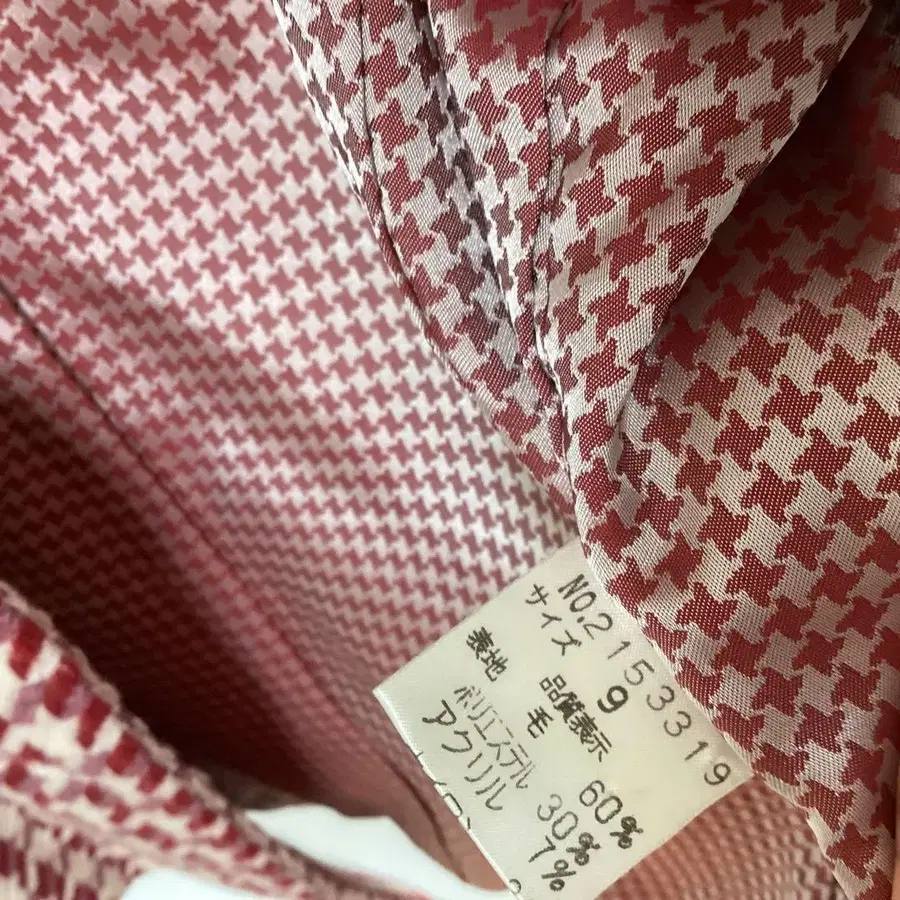 NO.2153319
サイズ 9
品質表示
表地 毛 60%
ポリエステル 30%
アクリル 7%